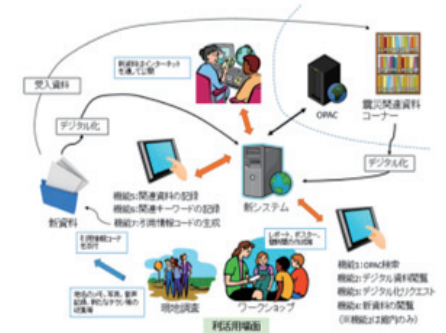 新資料はインターネット
を通して公開
受入資料
OPAC
震災関連資料
コーナー
デジタル化
デジタル化
新資料
機能5:関連資料の記録
機能6:関連キーワードの記録
機能7:引用情報コードの生成
新システム
引用情報コード
を添付
レポート、ポスター、
機能1:OPAC検索
機能2:デジタル資料閲覧
機能3:デジタル化リクエスト
機能4:新資料の閲覧
(※機能2は館内のみ)
現地調査
ワークショップ
利活用場面